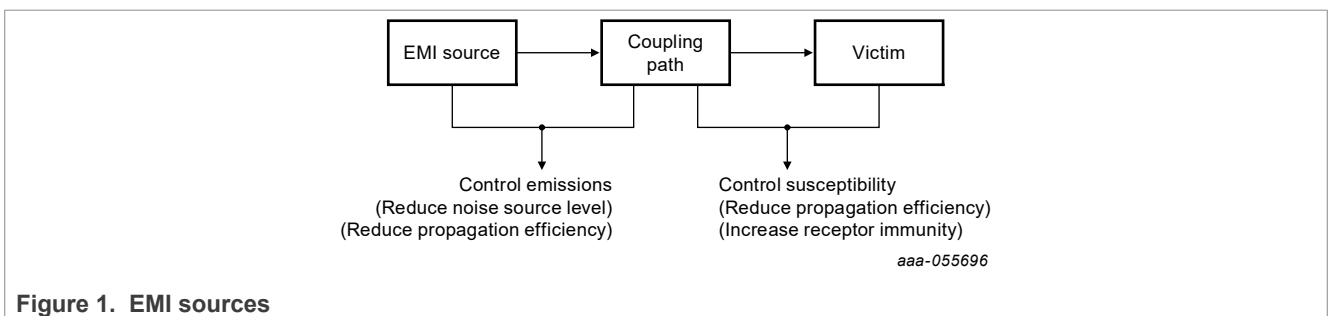 EMI source
Coupling
path
Victim
Control emissions
(Reduce noise source level)
(Reduce propagation efficiency)
Control susceptibility
(Reduce propagation efficiency)
(Increase receptor immunity)
aaa-055696
Figure 1. EMI sources